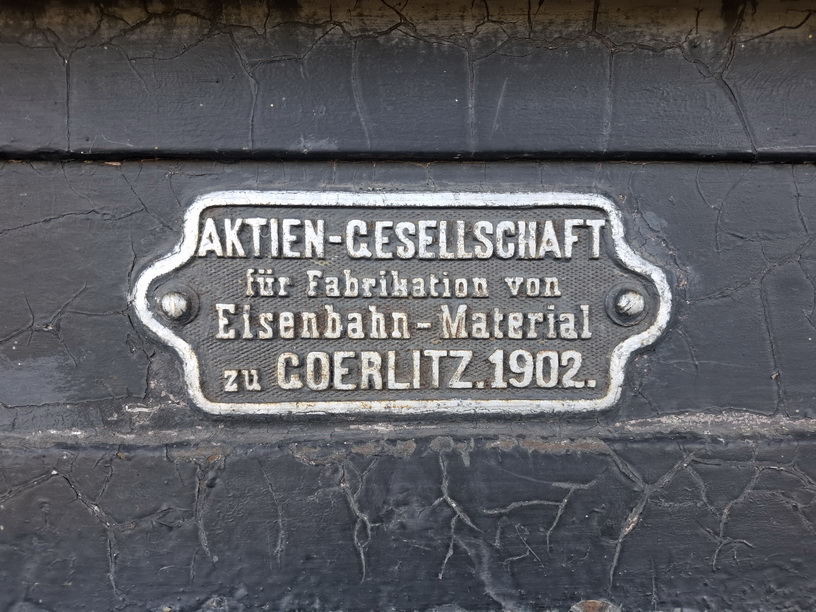 AKTIEN-GESELLSCHAFT
für Fabrikation von
Eisenbahn-Material
zu GOERLITZ.1902.